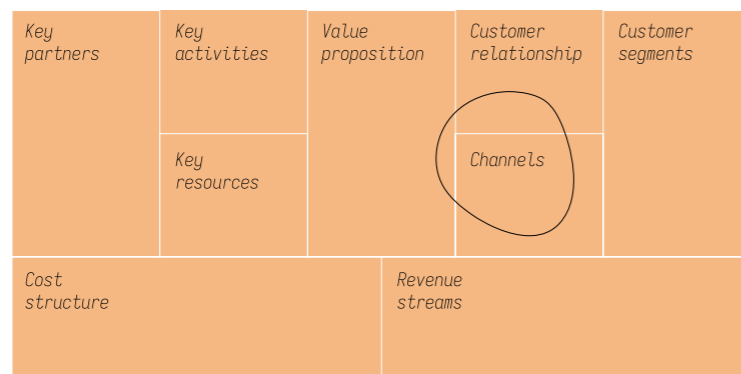 Key
partners
Key
activities
Value
proposition
Customer
relationship
Customer
segments
Key
resources
Channels
Cost
structure
Revenue
streams